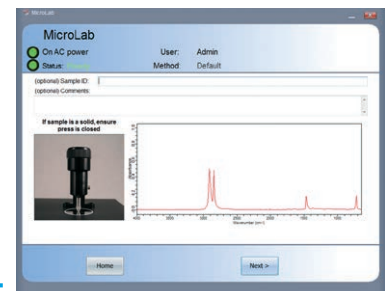 MicroLab
MicroLab
On AC power
User: Admin
Status:
Method: Default
(optional) Sample ID:
(optional) Comments:
If sample is a solid, ensure
press is closed
Home
Next >